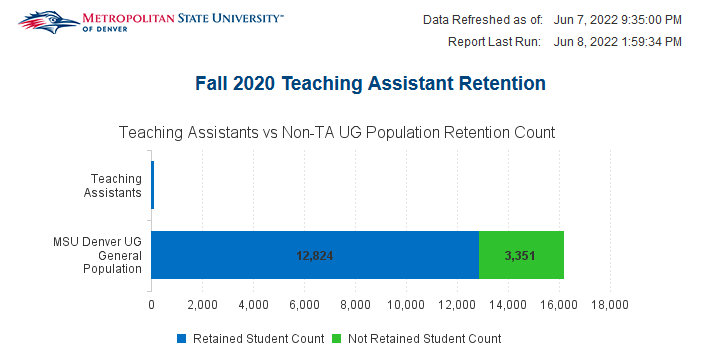 METROPOLITAN STATE UNIVERSITY™
OF DENVER
Data Refreshed as of: Jun 7, 2022 9:35:00 PM
Report Last Run: Jun 8, 2022 1:59:34 PM
Fall 2020 Teaching Assistant Retention
Teaching Assistants vs Non-TA UG Population Retention Count
Teaching
Assistants
MSU Denver UG
General
Population
12,824 3,351
0 2,000 4,000 6,000 8,000 10,000 12,000 14,000 16,000 18,000
Retained Student Count Not Retained Student Count